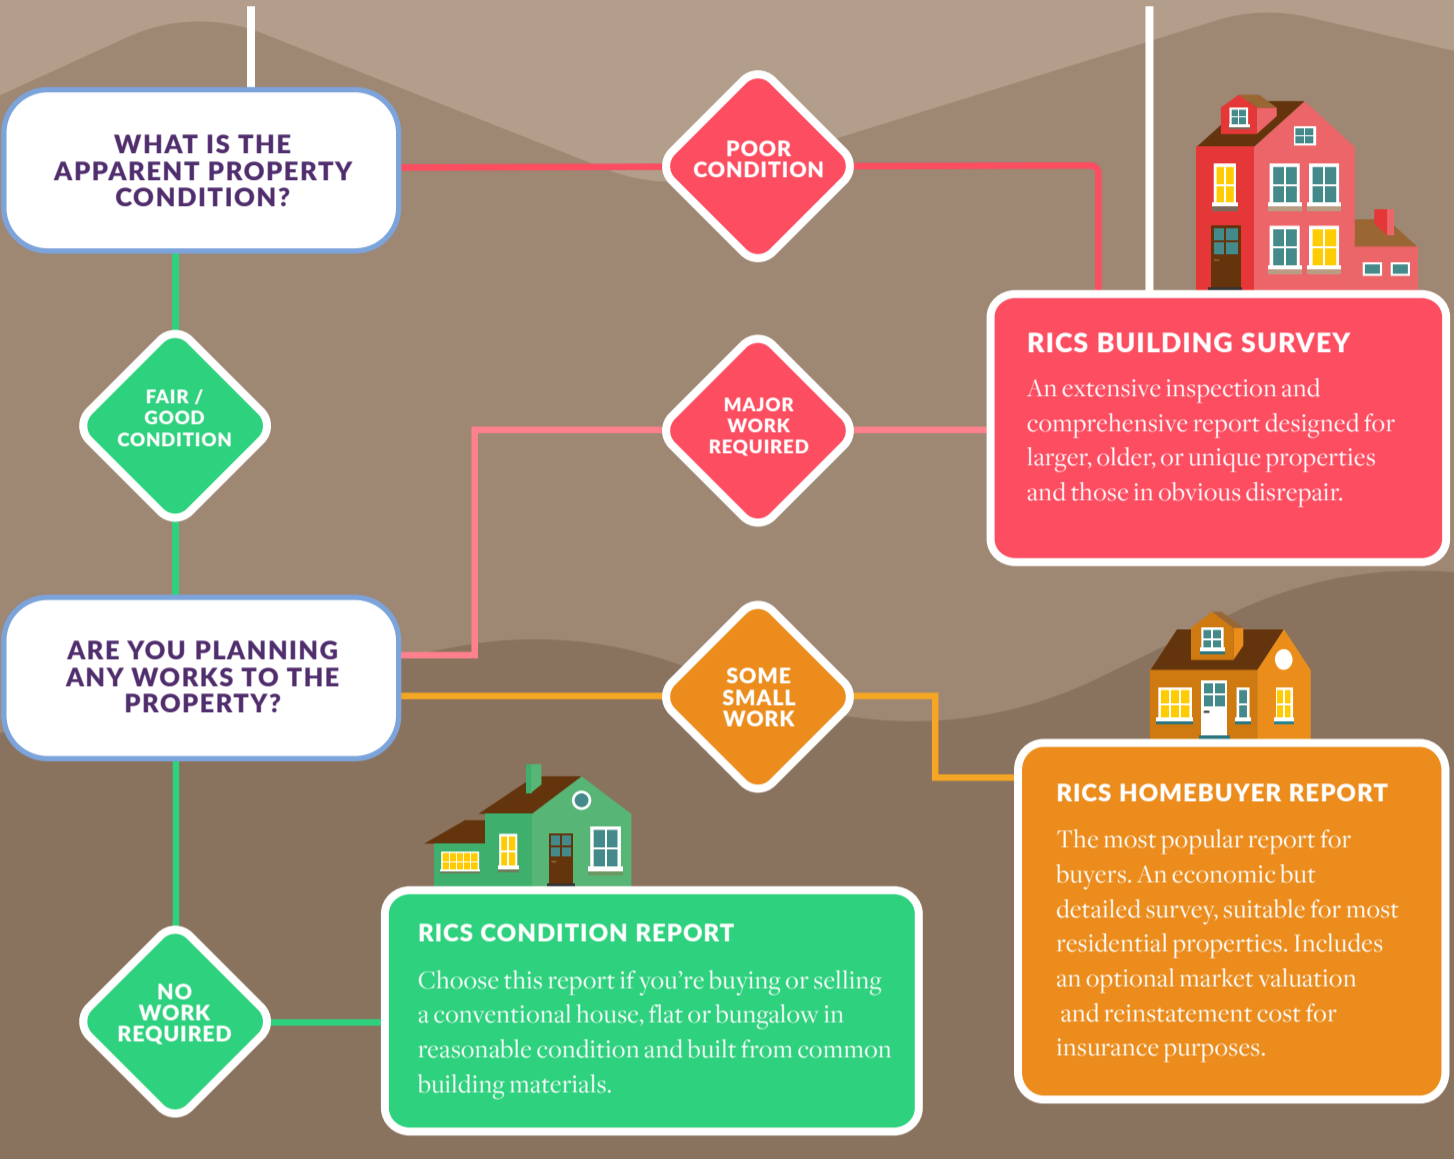 WHAT IS THE
APPARENT PROPERTY
CONDITION?
POOR
CONDITION
FAIR /
GOOD
CONDITION
MAJOR
WORK
REQUIRED
RICS BUILDING SURVEY
An extensive inspection and
comprehensive report designed for
larger, older, or unique properties
and those in obvious disrepair.
ARE YOU PLANNING
ANY WORKS TO THE
PROPERTY?
SOME
SMALL
WORK
RICS HOMEBUYER REPORT
The most popular report for
buyers. An economic but
detailed survey, suitable for most
residential properties. Includes
an optional market valuation
and reinstatement cost for
insurance purposes.
NO
WORK
REQUIRED
RICS CONDITION REPORT
Choose this report if you’re buying or selling
a conventional house, flat or bungalow in
reasonable condition and built from common
building materials.